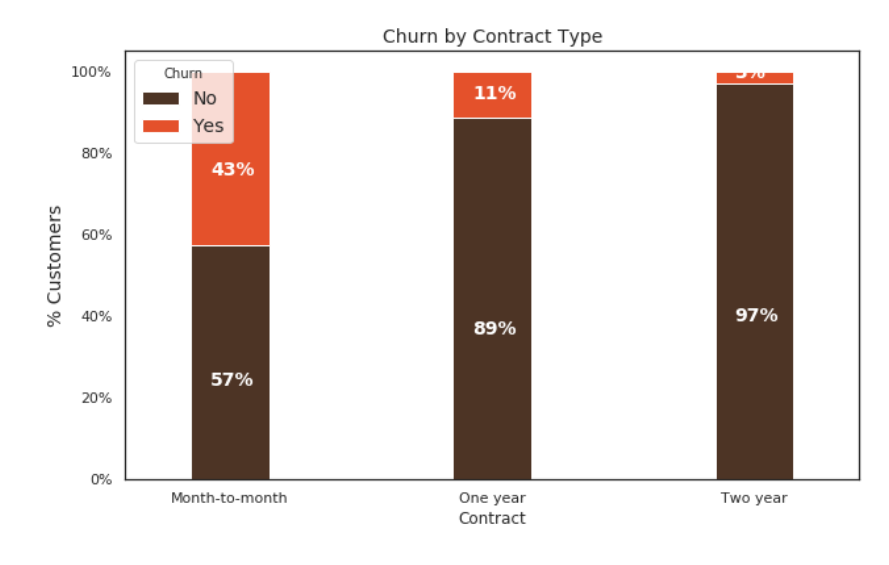 Churn by Contract Type
Churn
No
Yes
100%
80%
60%
40%
20%
0%
% Customers
43%
57%
11%
89%
97%
Month-to-month
One year
Two year
Contract